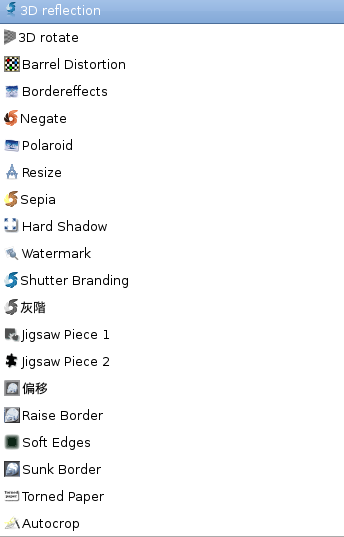 3D reflection
3D rotate
Barrel Distortion
Bordereffects
Negate
Polaroid
Resize
Sepia
Hard Shadow
Watermark
Shutter Branding
灰階
Jigsaw Piece 1
Jigsaw Piece 2
偏移
Raise Border
Soft Edges
Sunk Border
Torned Paper
Autocrop